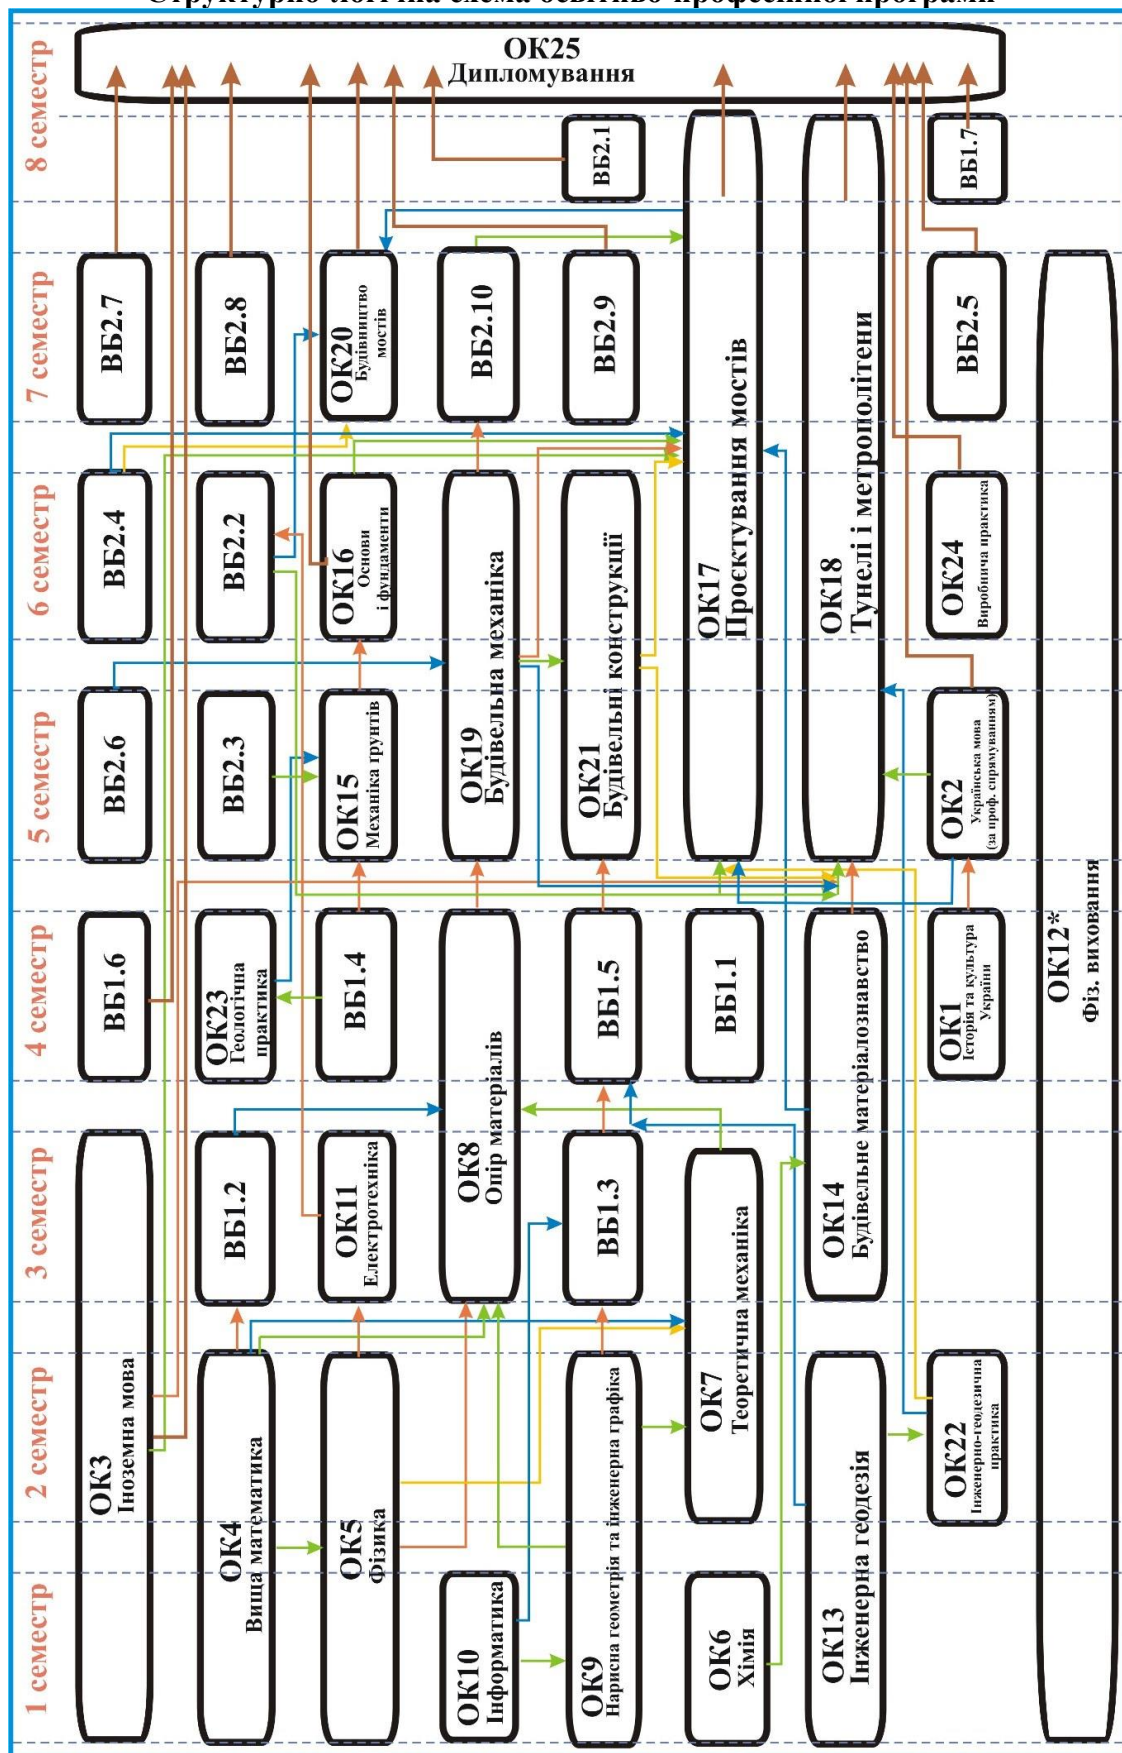 Структурно-логічна схема освітньо-професійної програми
8 семестр
7 семестр
6 семестр
5 семестр
4 семестр
3 семестр
2 семестр
1 семестр
ОК25
Дипломування
ВБ2.1
ВБ1.7
ВБ2.7
ВБ2.8
ОК20
Будівництво
мостів
ВБ2.10
ВБ2.9
ВБ2.5
ВБ2.4
ВБ2.2
ОК16
Основи
і фундаменти
ОК24
Виробнича практика
ОК17
Проєктування мостів
ОК18
Тунелі і метрополітени
ВБ2.6
ВБ2.3
ОК15
Механіка ґрунтів
ОК19
Будівельна механіка
ОК21
Будівельні конструкції
ОК2
Українська мова
(за проф. спрямуванням)
ВБ1.6
ОК23
Геологічна
практика
ВБ1.4
ВБ1.5
ВБ1.1
ОК1
Історія та культура
України
ОК12*
Фіз. виховання
ВБ1.2
ОК11
Електротехніка
ОК8
Опір матеріалів
ВБ1.3
ОК14
Будівельне матеріалознавство
ОК3
Іноземна мова
ОК4
Вища математика
ОК5
Фізика
ОК7
Теоретична механіка
ОК22
Інженерно-геодезична
практика
ОК10
Інформатика
ОК9
Нарисна геометрія та інженерна графіка
ОК6
Хімія
ОК13
Інженерна геодезія